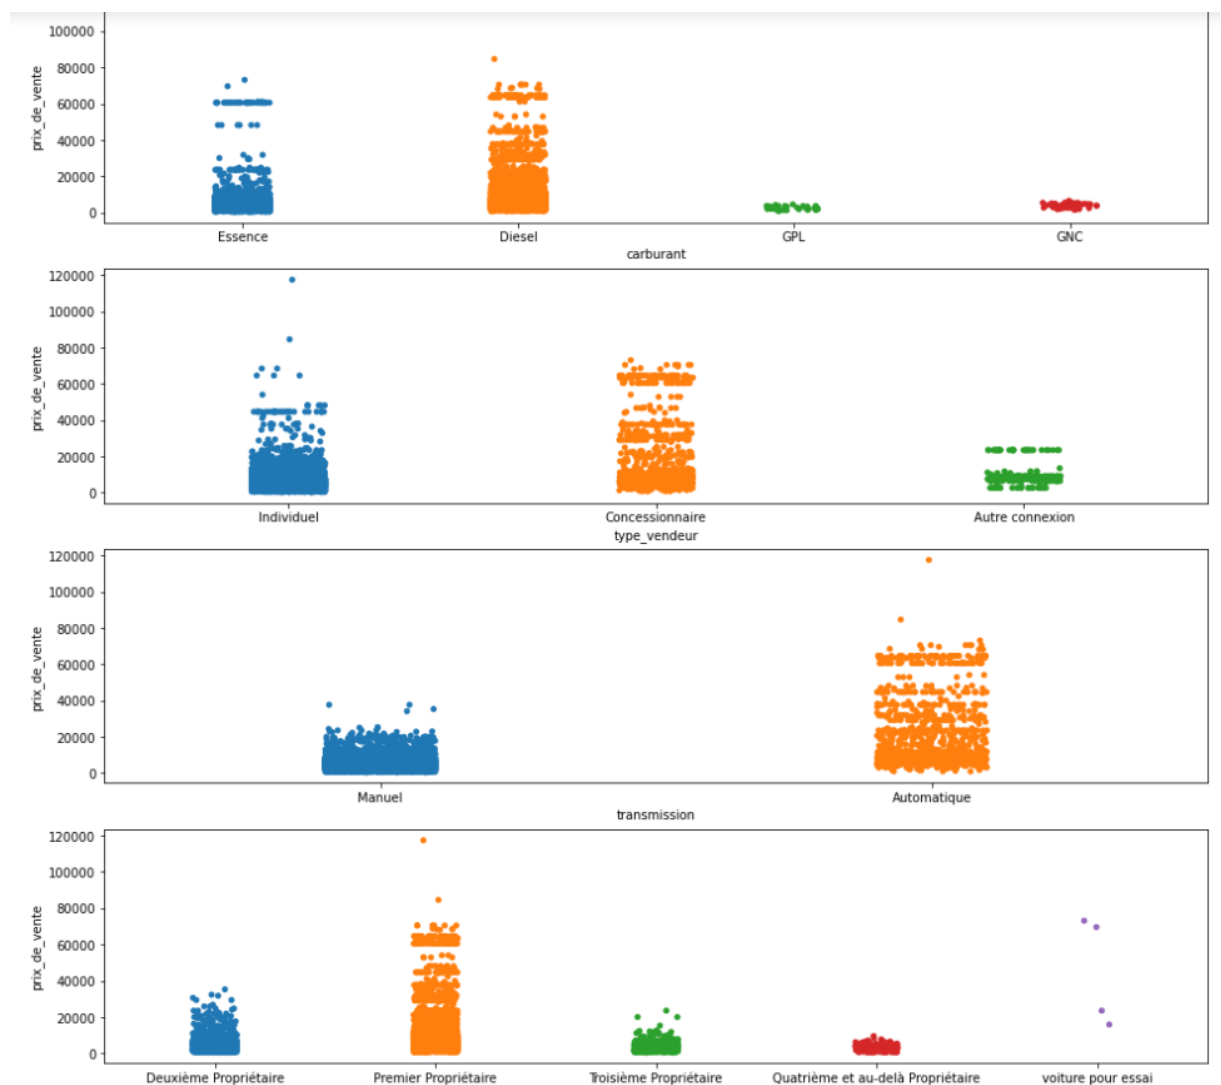 100000
80000
60000
40000
20000
0
prix_de_vente
Essence Diesel GPL GNC
carburant
120000
100000
80000
60000
40000
20000
0
prix_de_vente
Individuel Concessionnaire Autre connexion
type_vendeur
120000
100000
80000
60000
40000
20000
0
prix_de_vente
Manuel Automatique
transmission
120000
100000
80000
60000
40000
20000
0
prix_de_vente
Deuxième Propriétaire Premier Propriétaire Troisième Propriétaire Quatrième et au-delà Propriétaire voiture pour essai